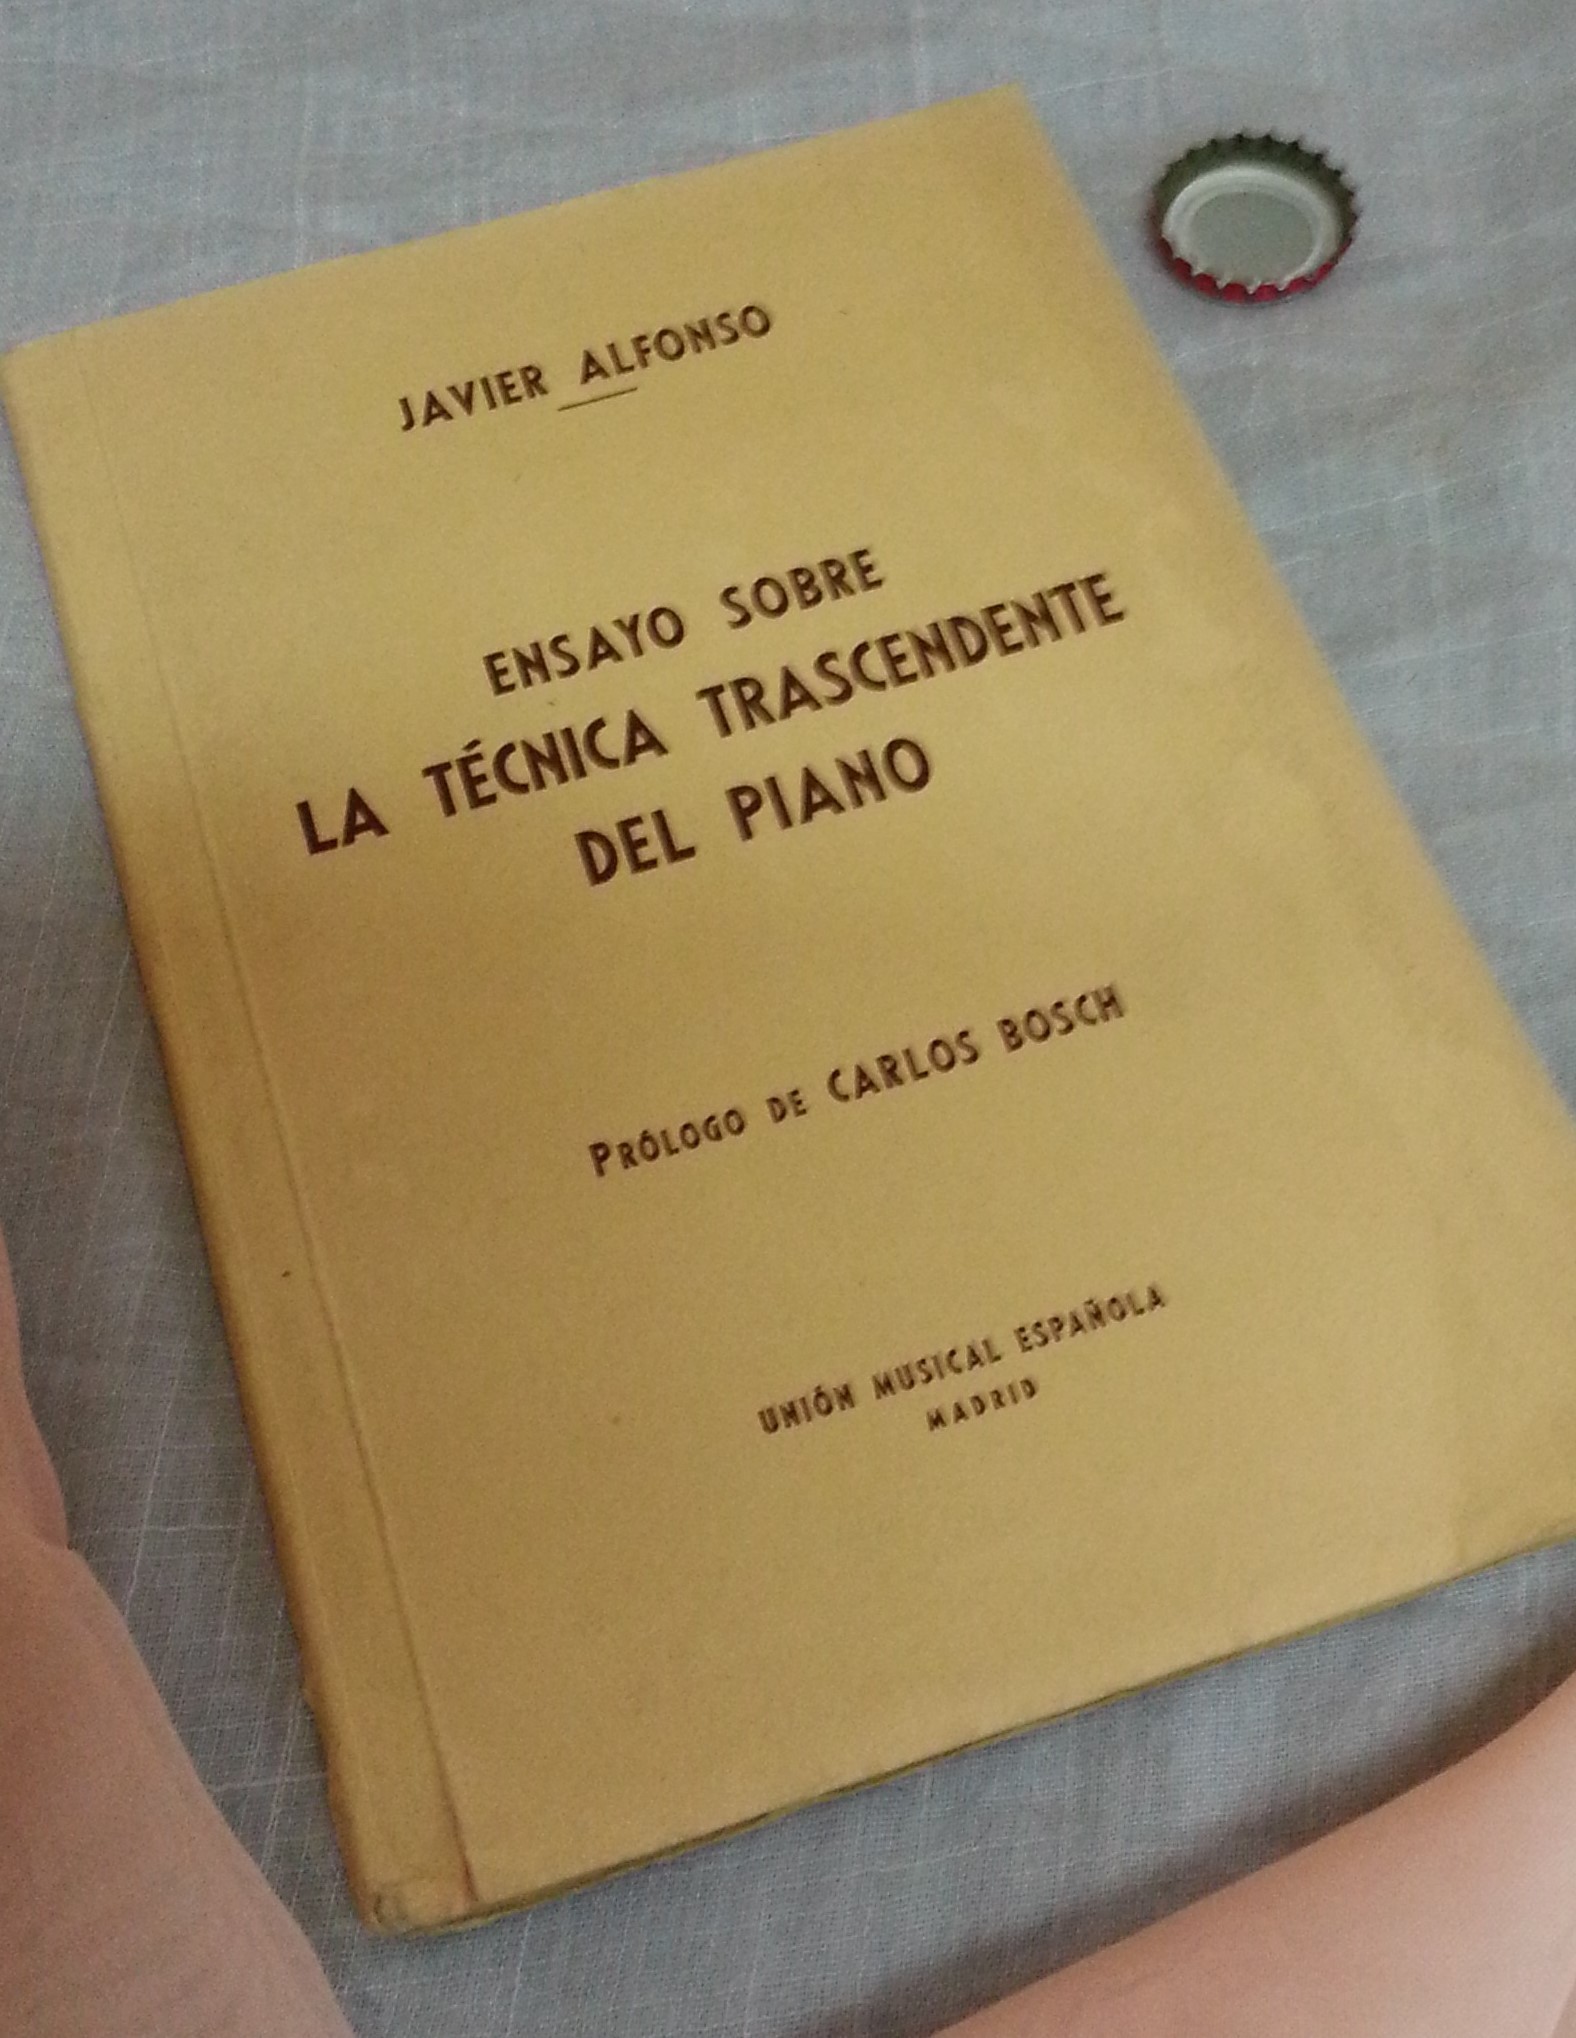 JAVIER ALFONSO
ENSAYO SOBRE
LA TÉCNICA TRASCENDENTE
DEL PIANO
PRÓLOGO DE CARLOS BOSCH
UNIÓN MUSICAL ESPAÑOLA
MADRID